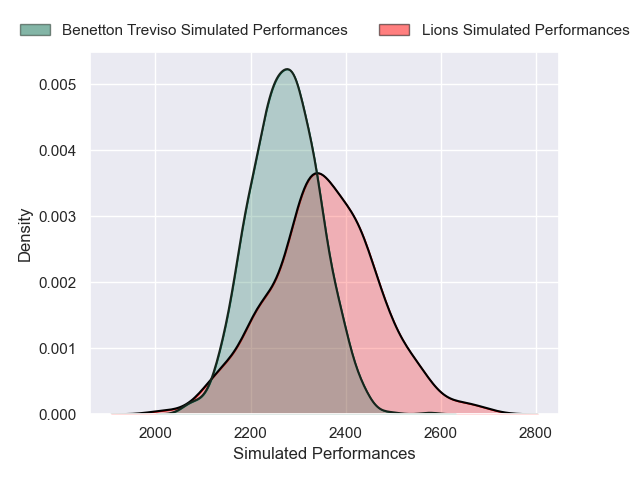 Benetton Treviso Simulated Performances Lions Simulated Performances
0.005
0.004
0.003
0.002
0.001
0.000
Density
2000 2200 2400 2600 2800
Simulated Performances